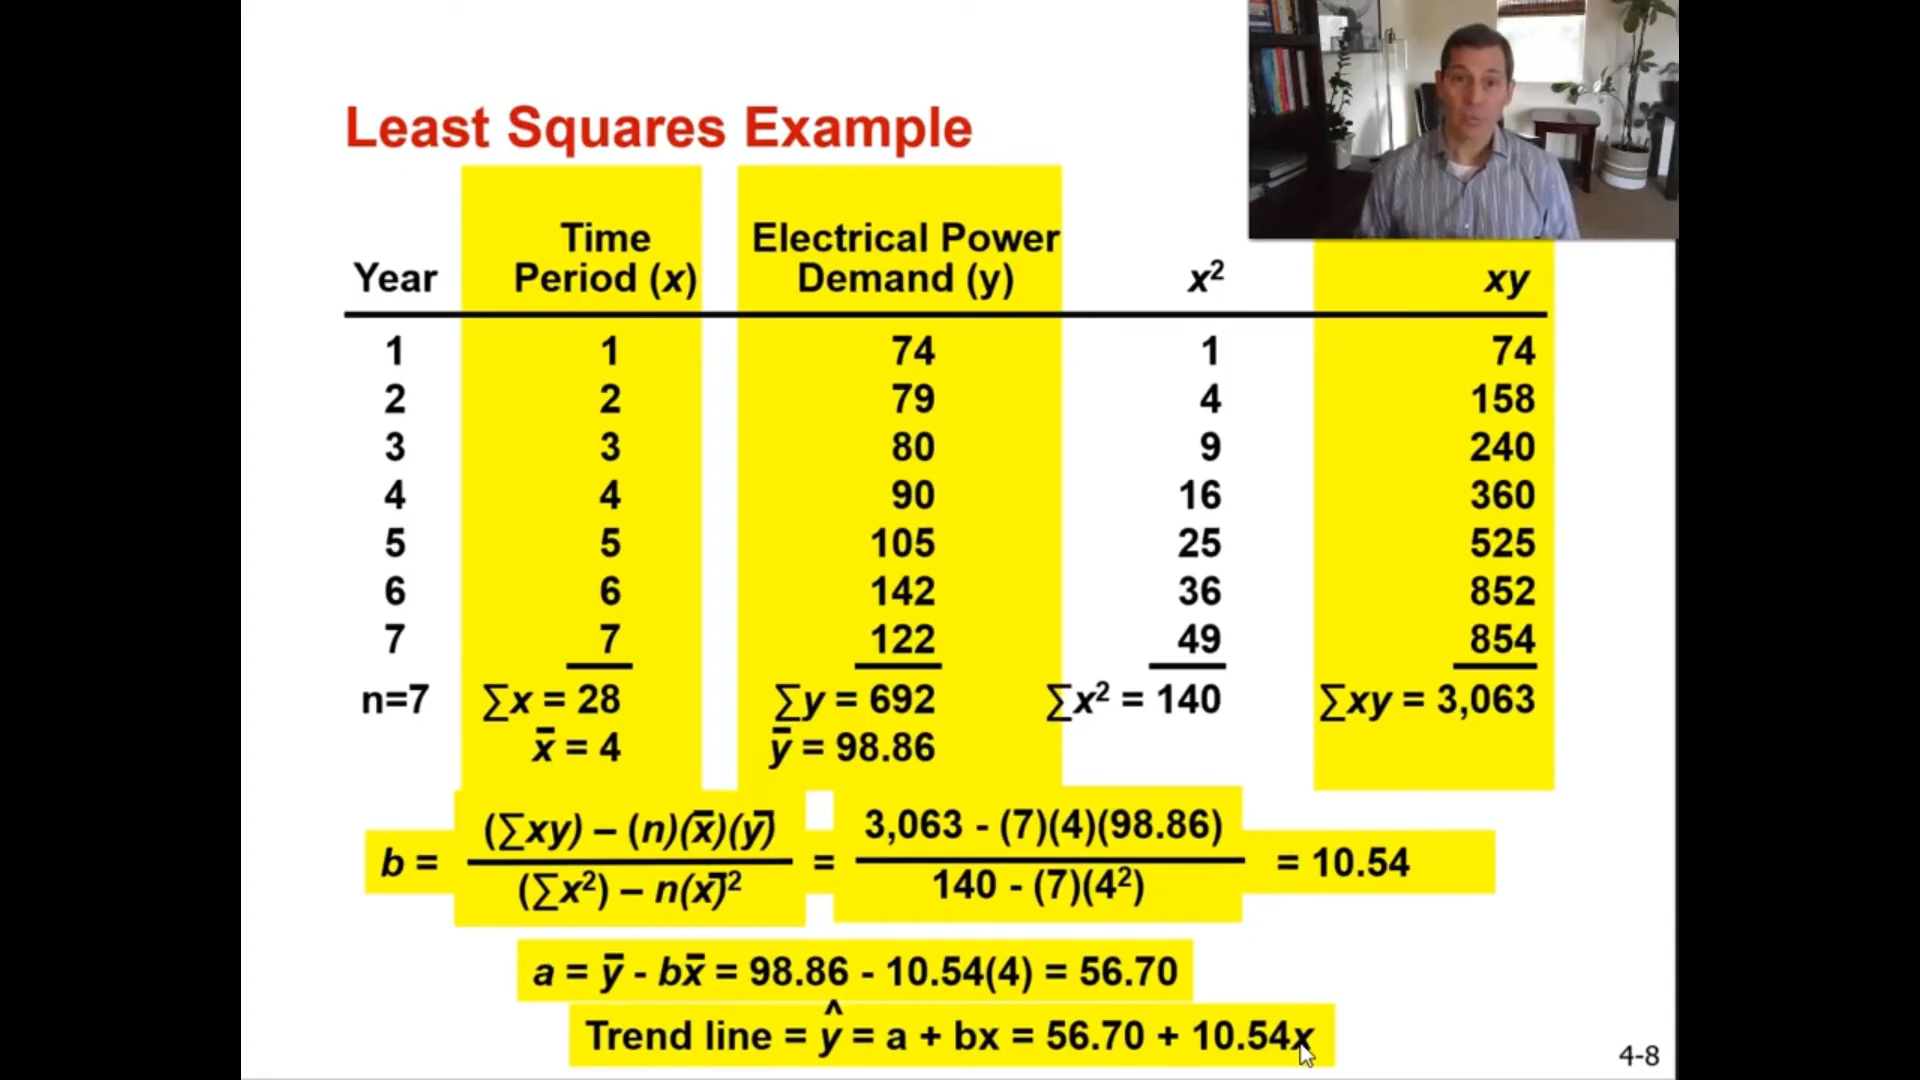 Least Squares Example
Year Time Period (x) Electrical Power Demand (y) x² xy
1 1 74 1 74
2 2 79 4 158
3 3 80 9 240
4 4 90 16 360
5 5 105 25 525
6 6 142 36 852
7 7 122 49 854
n=7 ∑x = 28 ∑y = 692 ∑x² = 140 ∑xy = 3,063
x̅ = 4 y̅ = 98.86
b = (∑xy) – (n)(x̅)(y̅) / (∑x²) – n(x̅)² = 3,063 - (7)(4)(98.86) / 140 - (7)(4²) = 10.54
a = y̅ - bx̅ = 98.86 - 10.54(4) = 56.70
Trend line = ŷ = a + bx = 56.70 + 10.54x
4-8